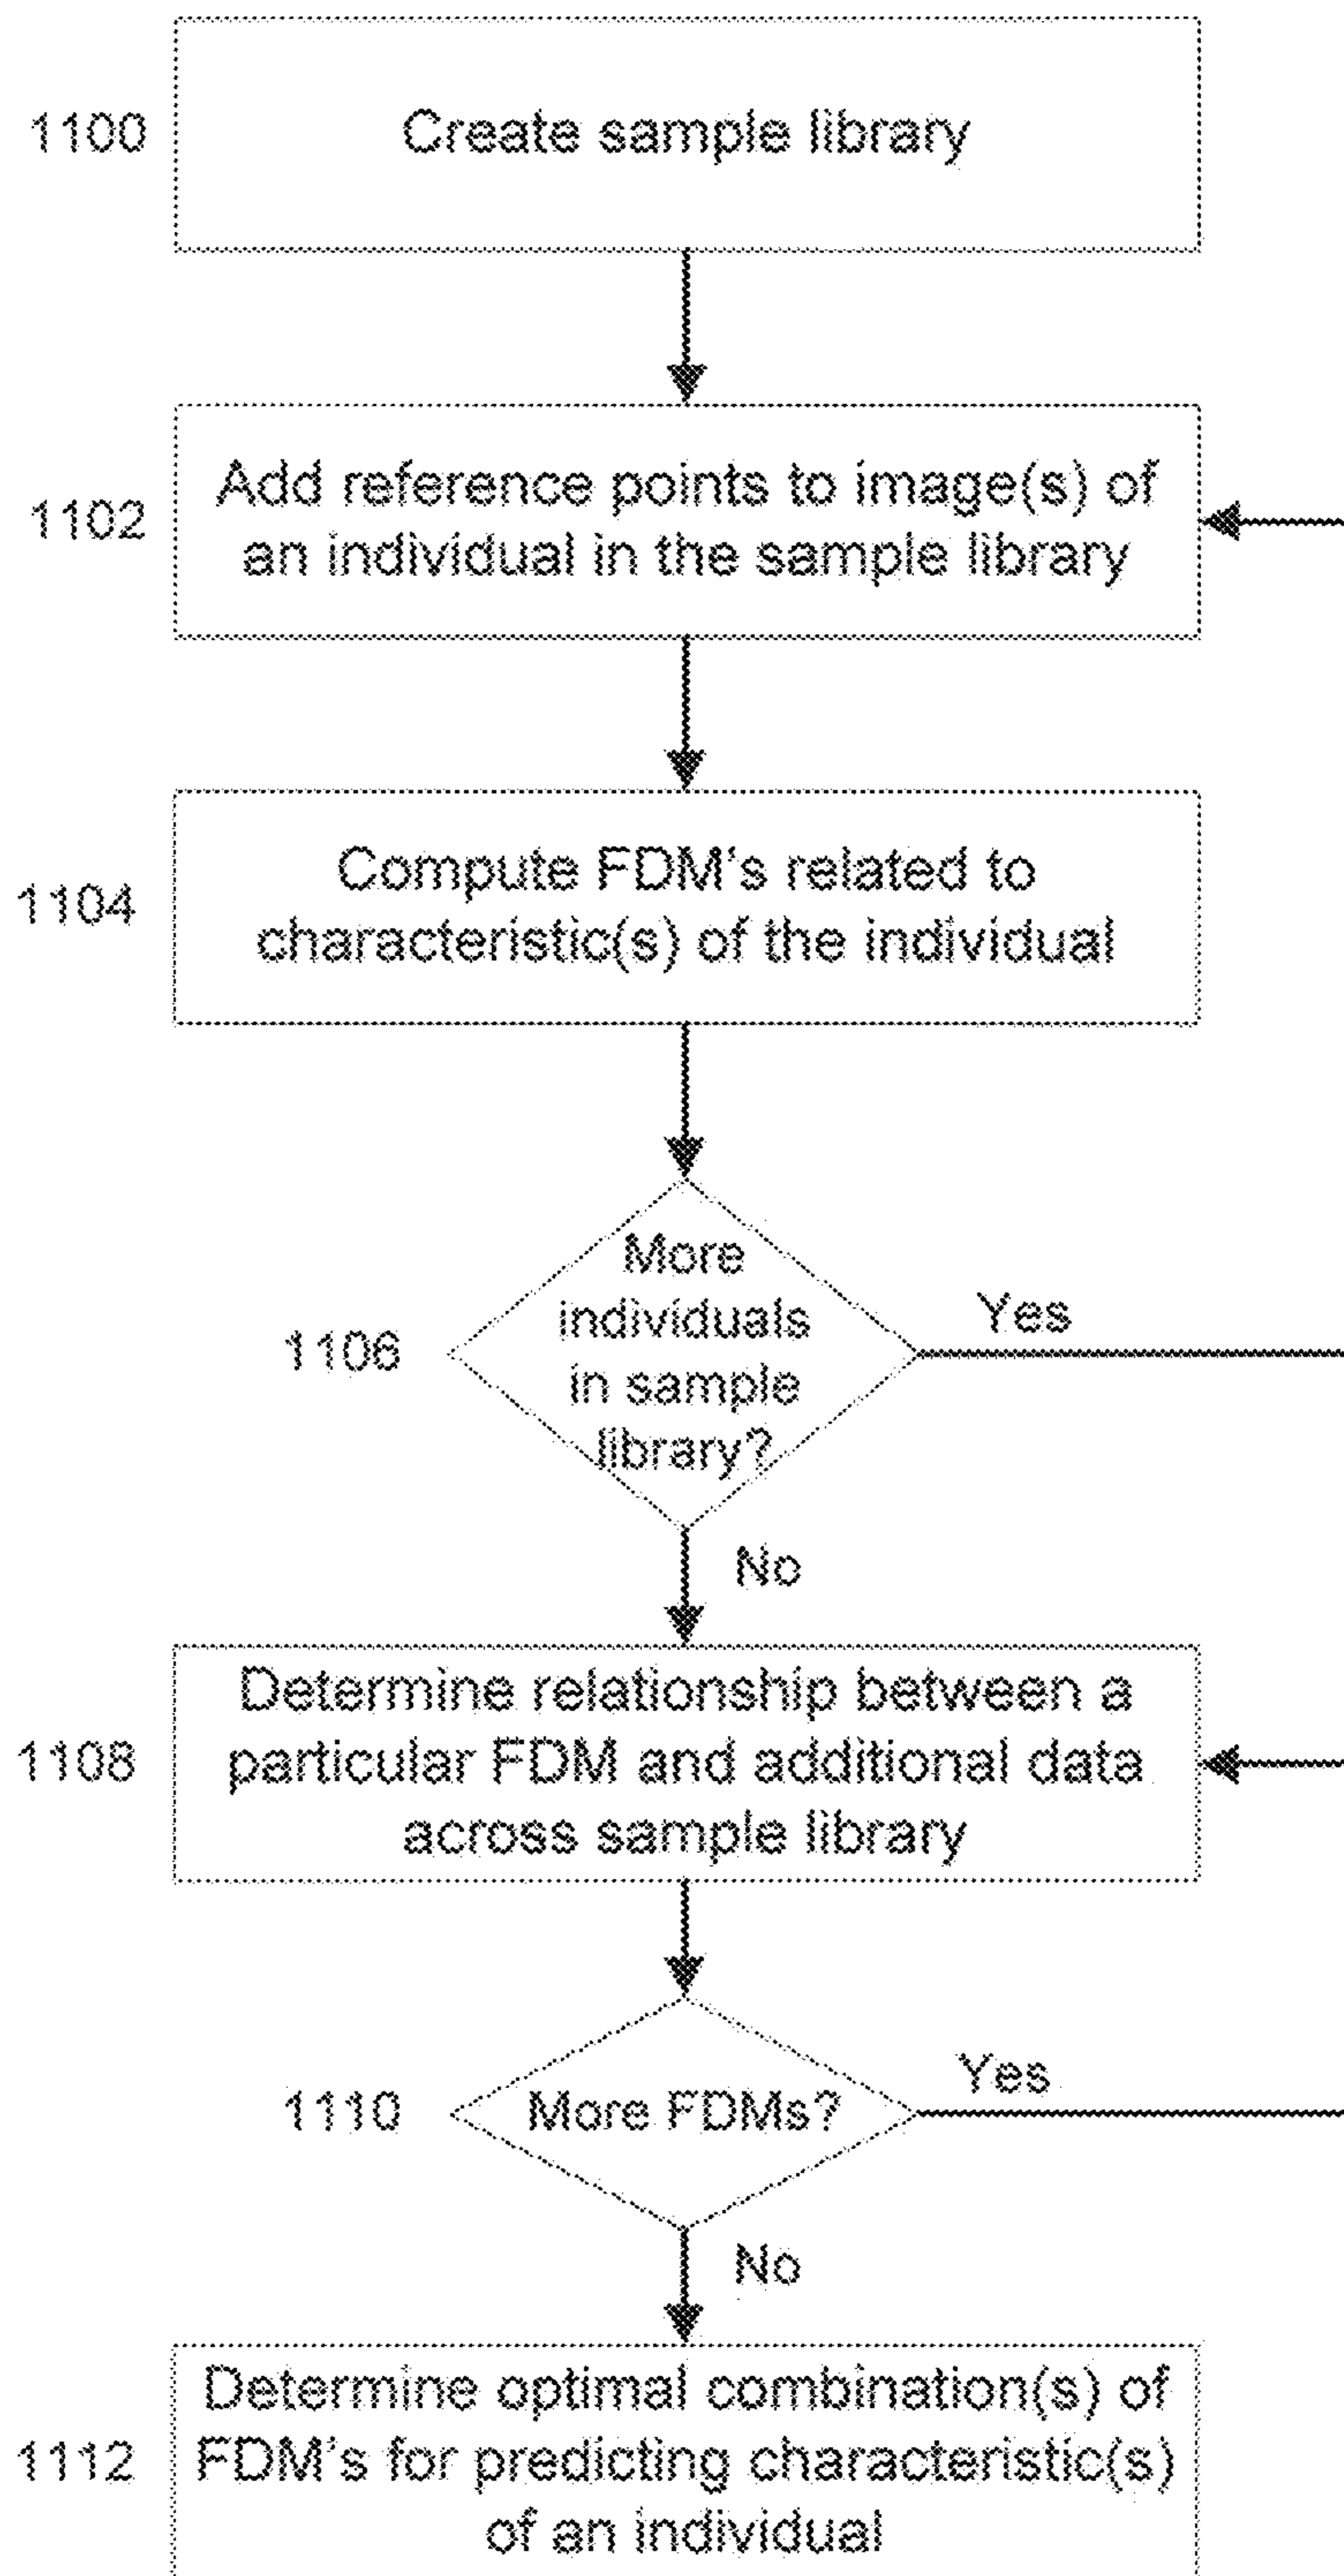 1100
Create sample library
1102
Add reference points to image(s) of
an individual in the sample library
1104
Compute FDM's related to
characteristic(s) of the individual
1106
More
individuals
in sample
library?
Yes
No
1108
Determine relationship between a
particular FDM and additional data
across sample library
1110
More FDMs?
Yes
No
1112
Determine optimal combination(s) of
FDM's for predicting characteristic(s)
of an individual